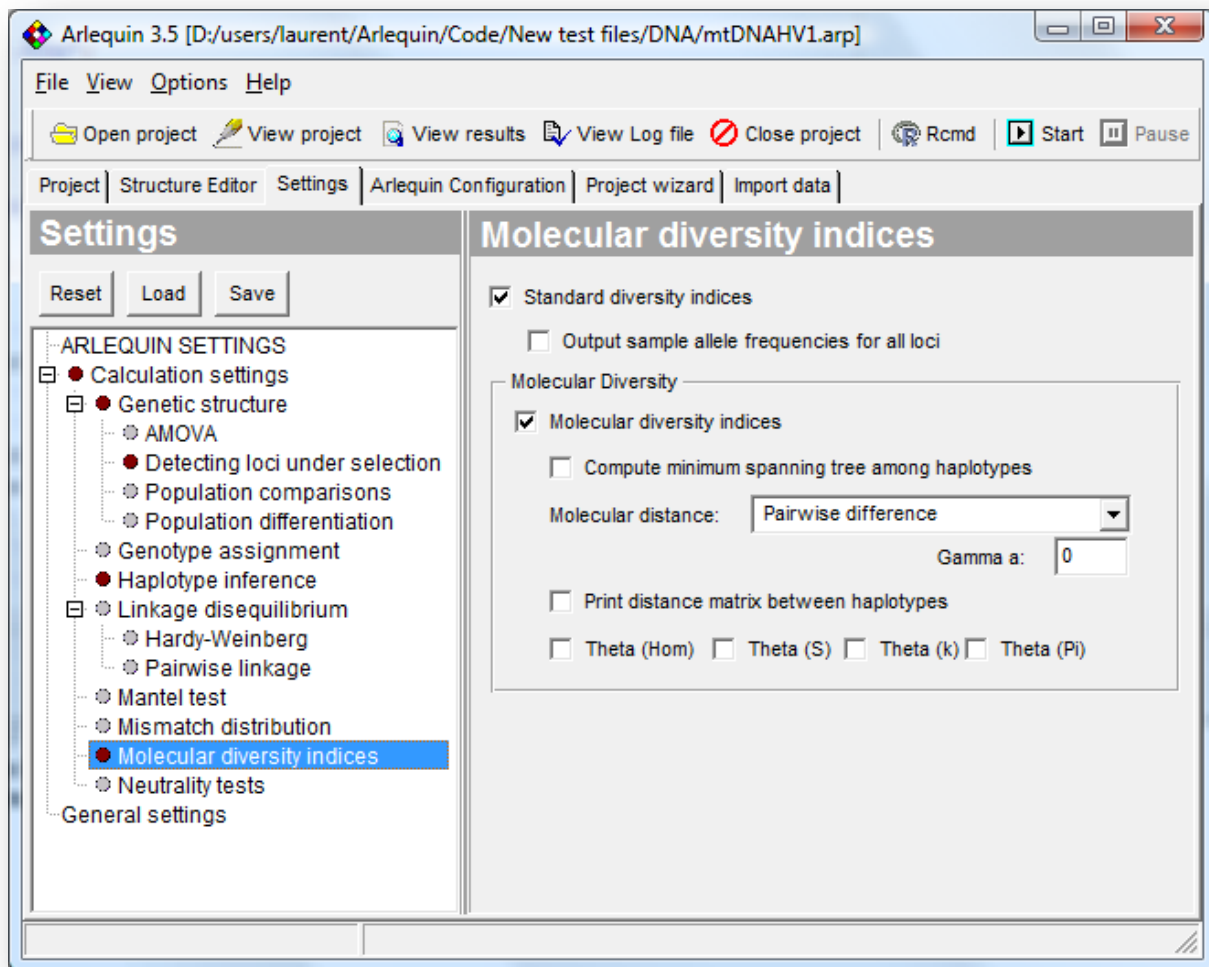 Arlequin 3.5 [D:/users/laurent/Arlequin/Code/New test files/DNA/mtDNAHV1.arp]
File View Options Help
Open project View project View results View Log file Close project Rcmd Start Pause
Project Structure Editor Settings Arlequin Configuration Project wizard Import data
Settings
Reset Load Save
ARLEQUIN SETTINGS
Calculation settings
Genetic structure
AMOVA
Detecting loci under selection
Population comparisons
Population differentiation
Genotype assignment
Haplotype inference
Linkage disequilibrium
Hardy-Weinberg
Pairwise linkage
Mantel test
Mismatch distribution
Molecular diversity indices
Neutrality tests
General settings
Molecular diversity indices
Standard diversity indices
Output sample allele frequencies for all loci
Molecular Diversity
Molecular diversity indices
Compute minimum spanning tree among haplotypes
Molecular distance: Pairwise difference
Gamma a: 0
Print distance matrix between haplotypes
Theta (Hom) Theta (S) Theta (k) Theta (Pi)